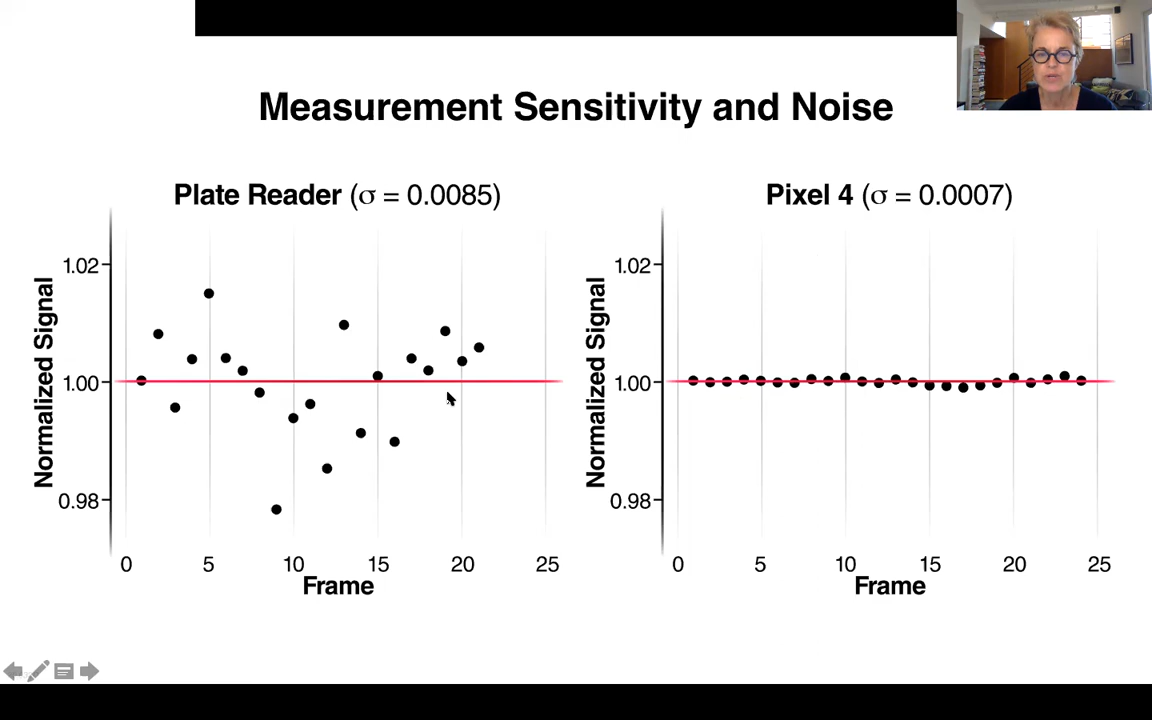 Measurement Sensitivity and Noise
Plate Reader (σ = 0.0085)
Normalized Signal
1.02
1.00
0.98
0 5 10 15 20 25
Frame
Pixel 4 (σ = 0.0007)
Normalized Signal
1.02
1.00
0.98
0 5 10 15 20 25
Frame